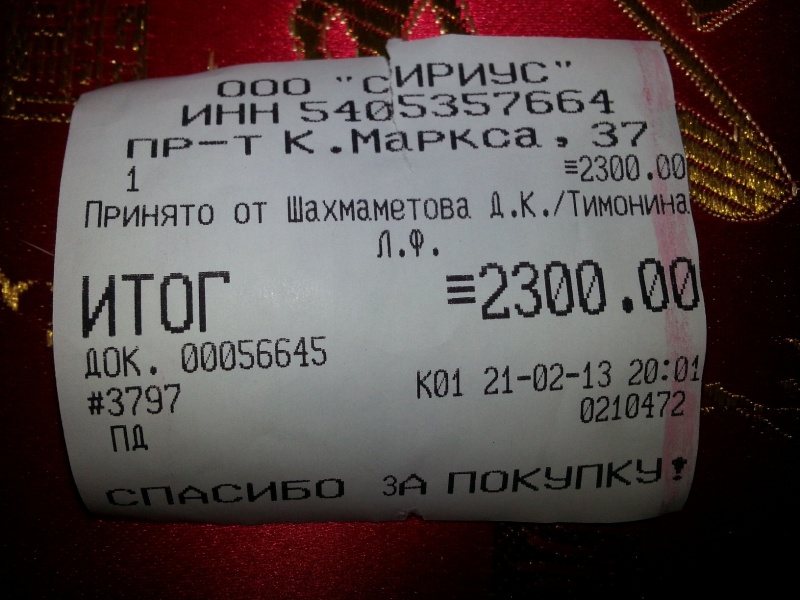 ООО "СИРИУС"
ИНН 5405357664
ПР-Т К.Маркса, 37
1 ≡2300.00
Принято от Шахмаметова Д.К./Тимонина
Л.Ф.
ИТОГ ≡2300.00
ДОК. 00056645
#3797 К01 21-02-13 20:01
ПД 0210472
СПАСИБО ЗА ПОКУПКУ!